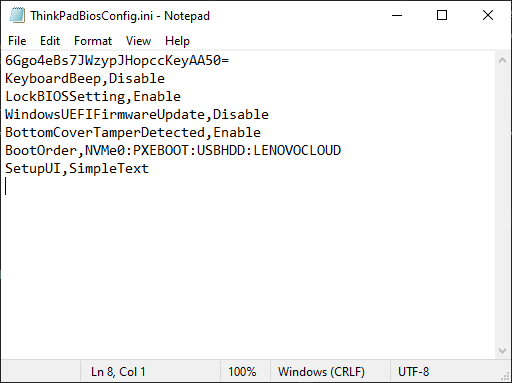 ThinkPadBiosConfig.ini - Notepad
File Edit Format View Help
6Ggo4eBs7JWzypJHopccKeyAA50=
KeyboardBeep,Disable
LockBIOSSetting,Enable
WindowsUEFIFirmwareUpdate,Disable
BottomCoverTamperDetected,Enable
BootOrder,NVMe0:PXEBOOT:USBHDD:LENOVOCLOUD
SetupUI,SimpleText
Ln 8, Col 1 100% Windows (CRLF) UTF-8